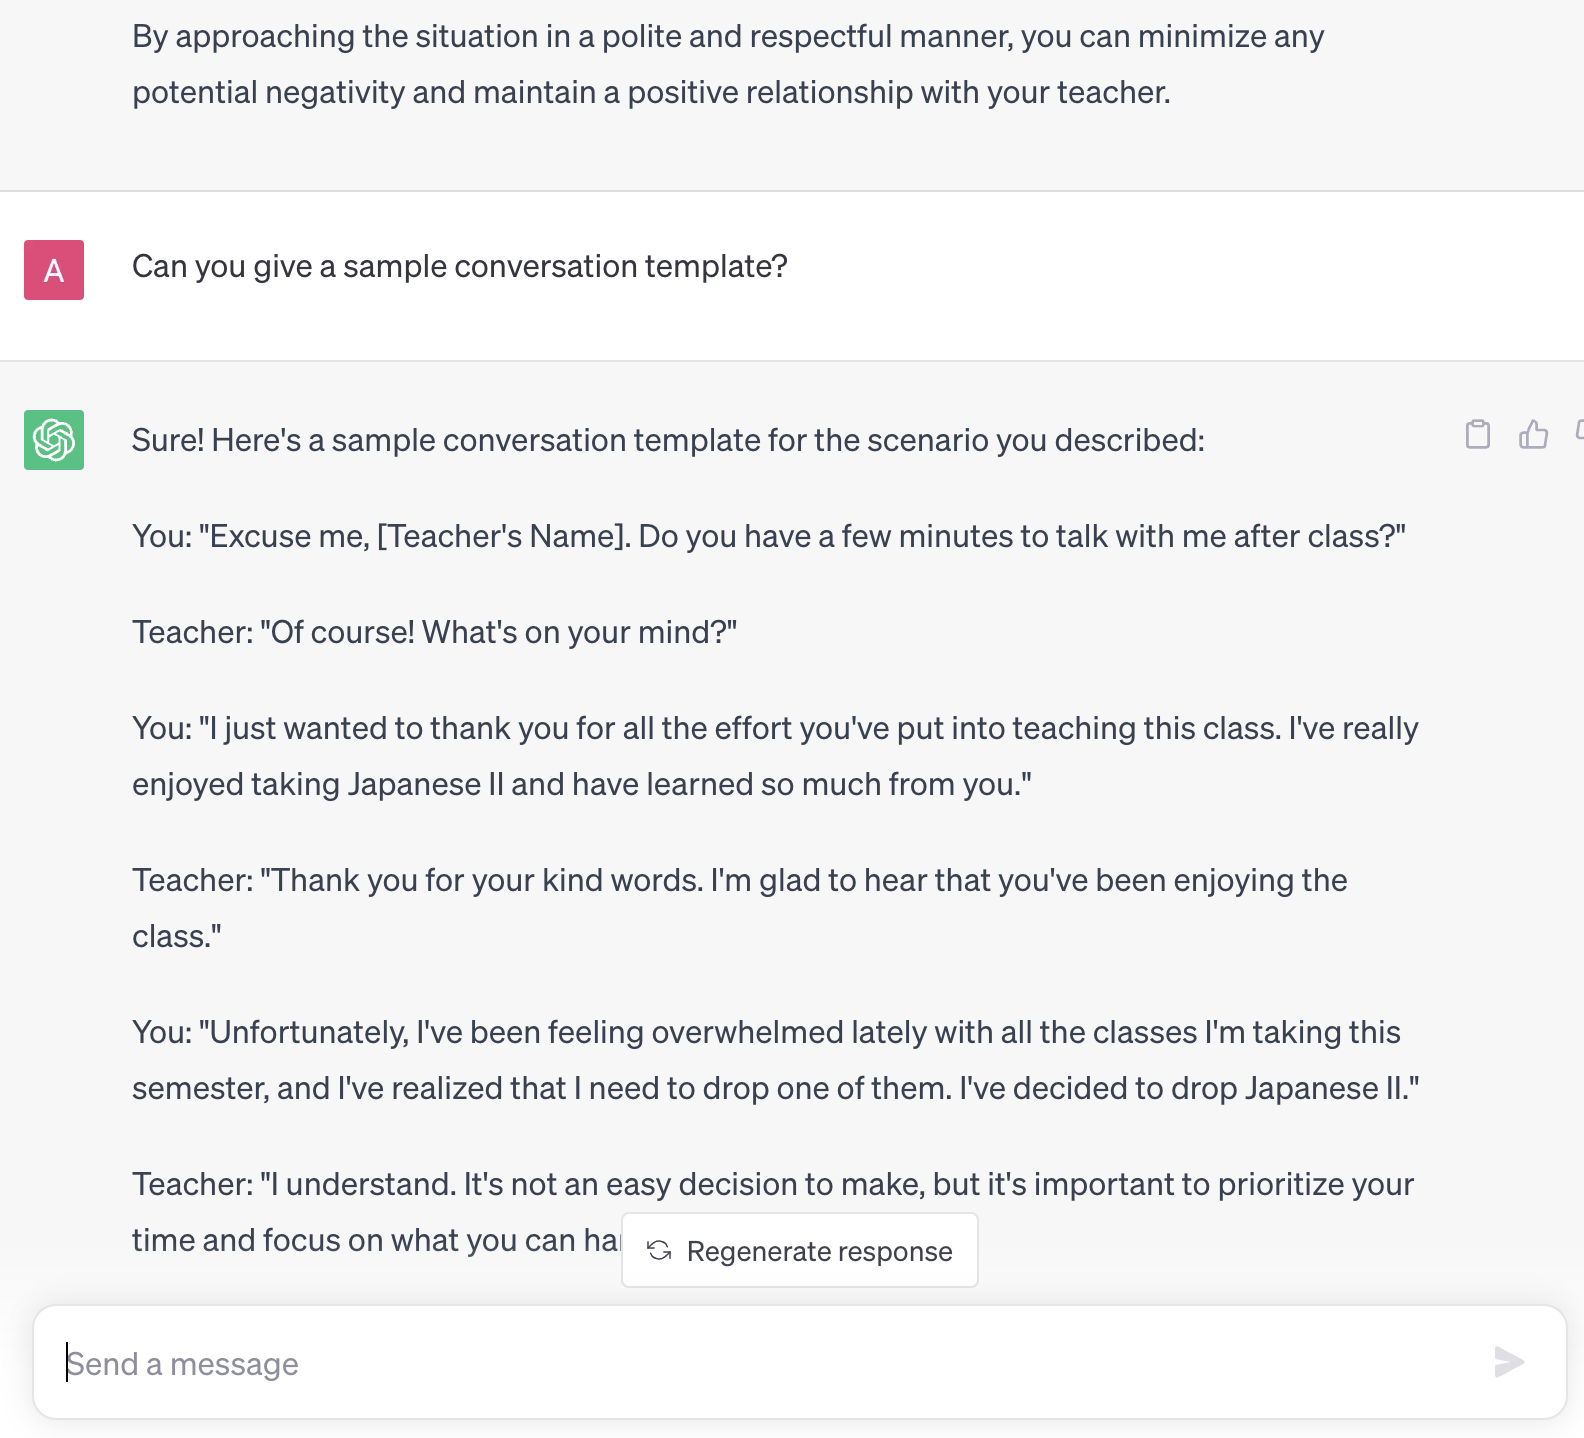 By approaching the situation in a polite and respectful manner, you can minimize any
potential negativity and maintain a positive relationship with your teacher.
A
Can you give a sample conversation template?
Sure! Here's a sample conversation template for the scenario you described:
You: "Excuse me, [Teacher's Name]. Do you have a few minutes to talk with me after class?"
Teacher: "Of course! What's on your mind?"
You: "I just wanted to thank you for all the effort you've put into teaching this class. I've really
enjoyed taking Japanese II and have learned so much from you."
Teacher: "Thank you for your kind words. I'm glad to hear that you've been enjoying the
class."
You: "Unfortunately, I've been feeling overwhelmed lately with all the classes I'm taking this
semester, and I've realized that I need to drop one of them. I've decided to drop Japanese II."
Teacher: "I understand. It's not an easy decision to make, but it's important to prioritize your
time and focus on what you can
Regenerate response
Send a message